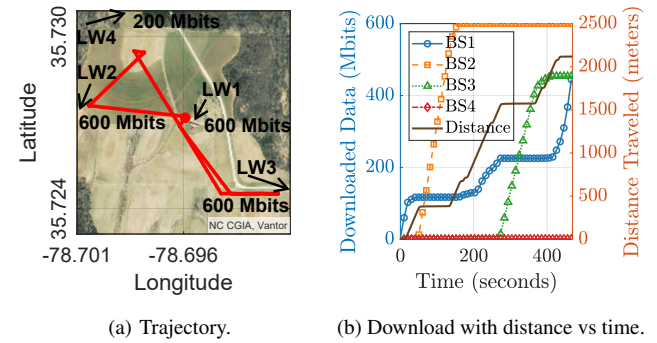 35.730
35.724
Latitude
LW4
200 Mbits
LW2
LW1
600 Mbits
600 Mbits
LW3
600 Mbits
NC CGIA, Vantor
-78.701
-78.696
Longitude
(a) Trajectory.
Downloaded Data (Mbits)
600
400
200
0
BS1
BS2
BS3
BS4
Distance
2500
2000
1500
1000
500
0
Distance Traveled (meters)
0
200
400
Time (seconds)
(b) Download with distance vs time.